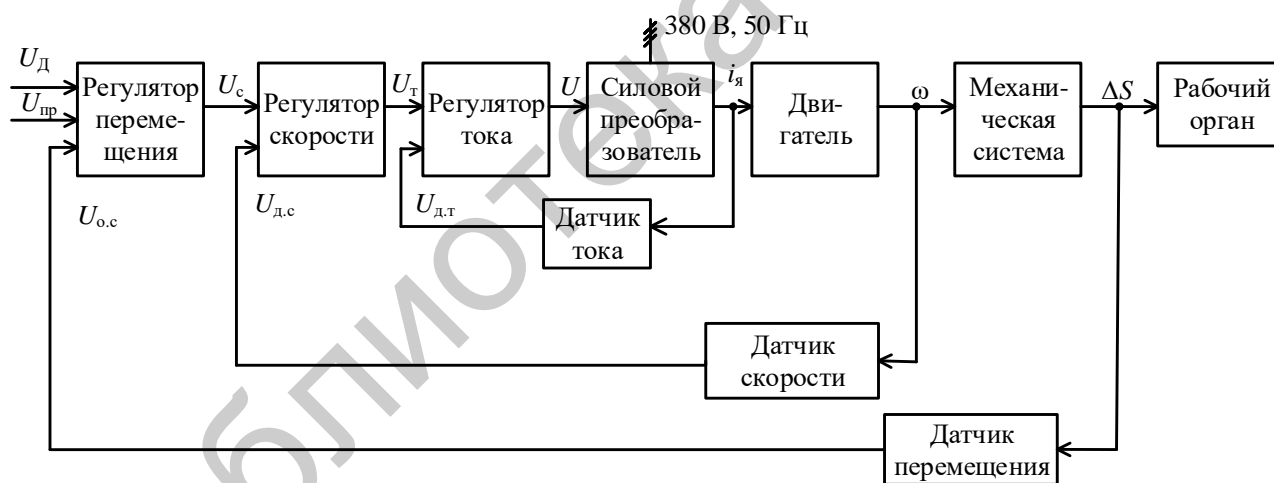 380 В, 50 Гц
U_Д
U_пр
U_о.с
Регулятор
переме-
щения
U_с
U_д.с
Регулятор
скорости
U_т
U_д.т
Регулятор
тока
U
Силовой
преобра-
зователь
i_я
Дви-
гатель
ω
Механи-
ческая
система
ΔS
Рабочий
орган
Датчик
тока
Датчик
скорости
Датчик
перемещения
блиотека